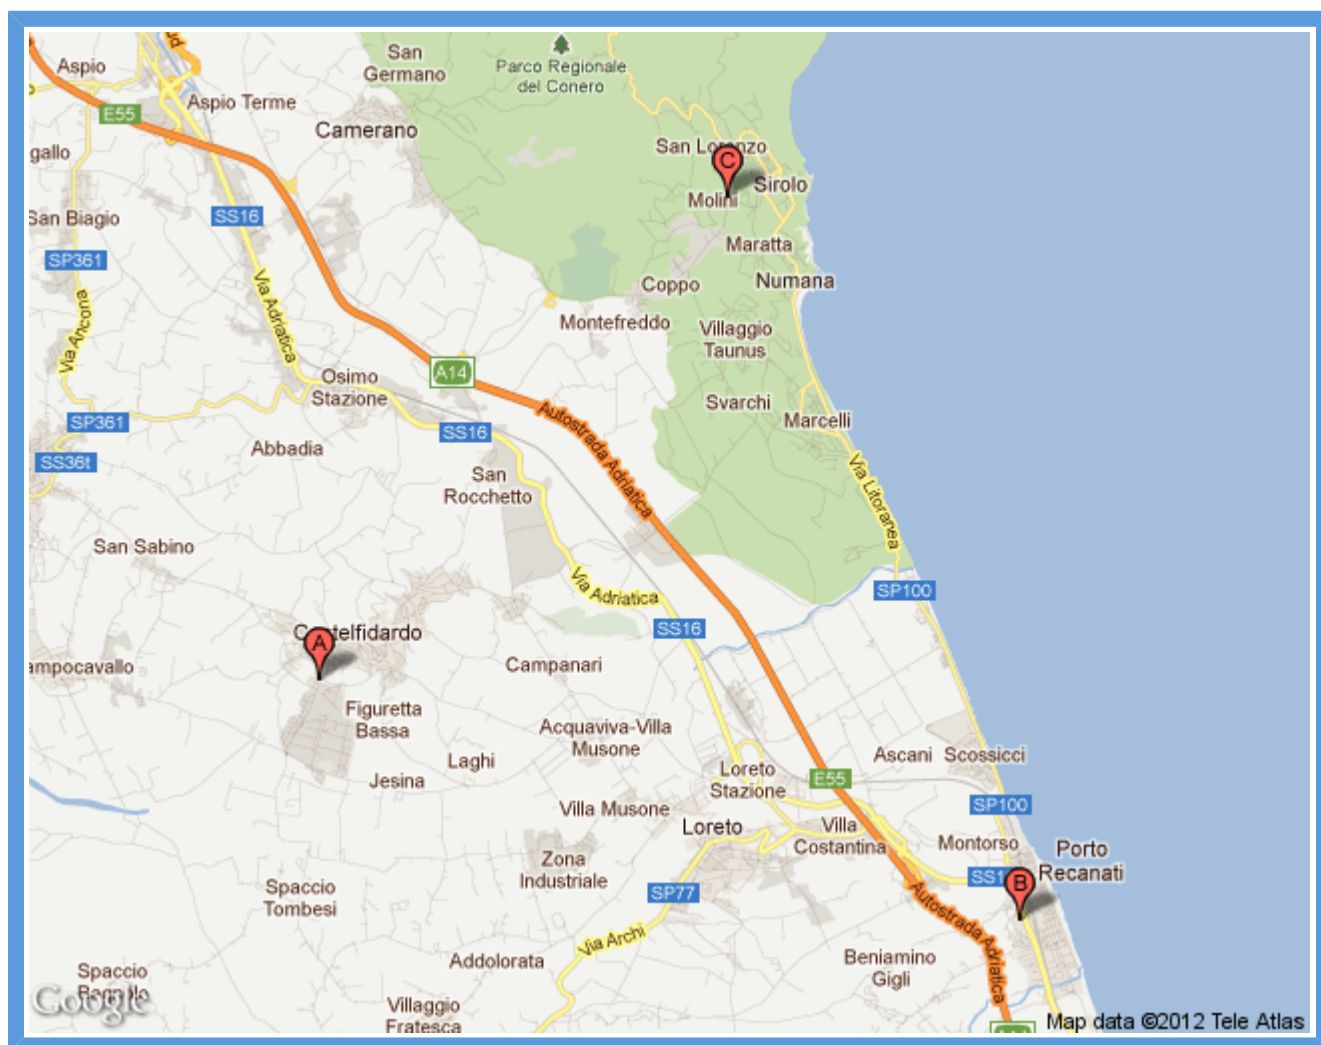 San
Germano
Parco Regionale
del Conero
Aspio
Aspio Terme
E55
Camerano
gallo
San Lorenzo
C
Sirolo
Molini
San Biagio
SS16
Maratta
SP361
Numana
Coppo
Via Ancona
Via Adriatica
Montefreddo
Villaggio
Taunus
Osimo
Stazione
A14
Svarchi
Marcelli
SP361
Autostrada Adriatica
SS16
Abbadia
Via Litoranea
San
Rocchetto
San Sabino
Via Adriatica
SP100
SS16
Castelfidardo
A
ampocavallo
Campanari
Figuretta
Bassa
Acquaviva-Villa
Musone
Laghi
Ascani
Scossicci
Jesina
Loreto
Stazione
E55
SP100
Villa Musone
Loreto
Villa
Costantina
Montorso
Porto
Recanati
Zona
Industriale
B
SP77
Spaccio
Tombesi
Autostrada Adriatica
Via Archi
Addolorata
Beniamino
Gigli
Spaccio
Google
Villaggio
Fratesca
Map data ©2012 Tele Atlas